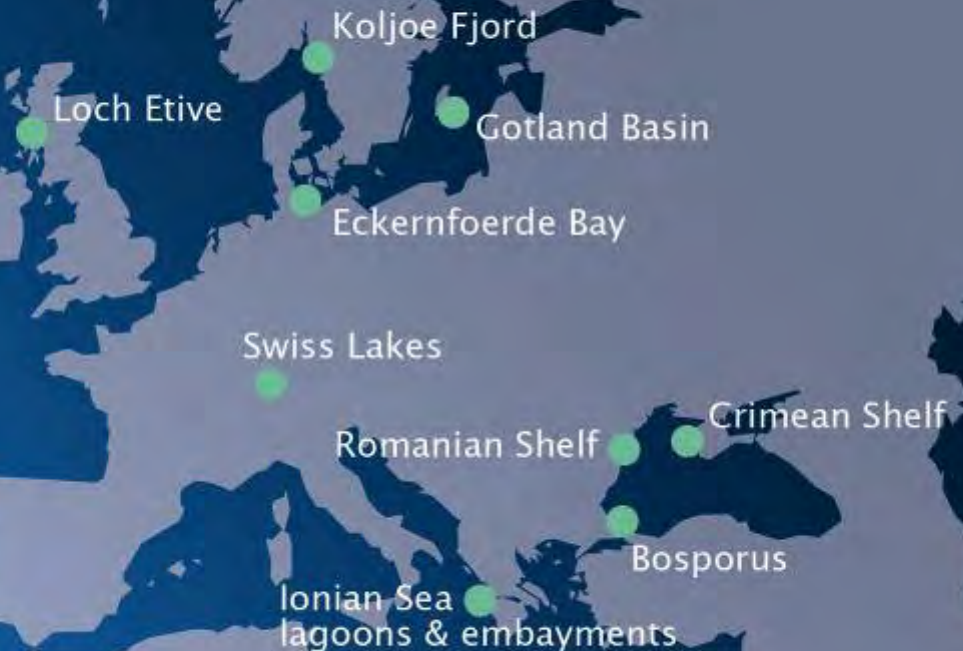 Koljoe Fjord
Loch Etive
Gotland Basin
Eckernfoerde Bay
Swiss Lakes
Crimean Shelf
Romanian Shelf
Bosporus
Ionian Sea
lagoons & embayments